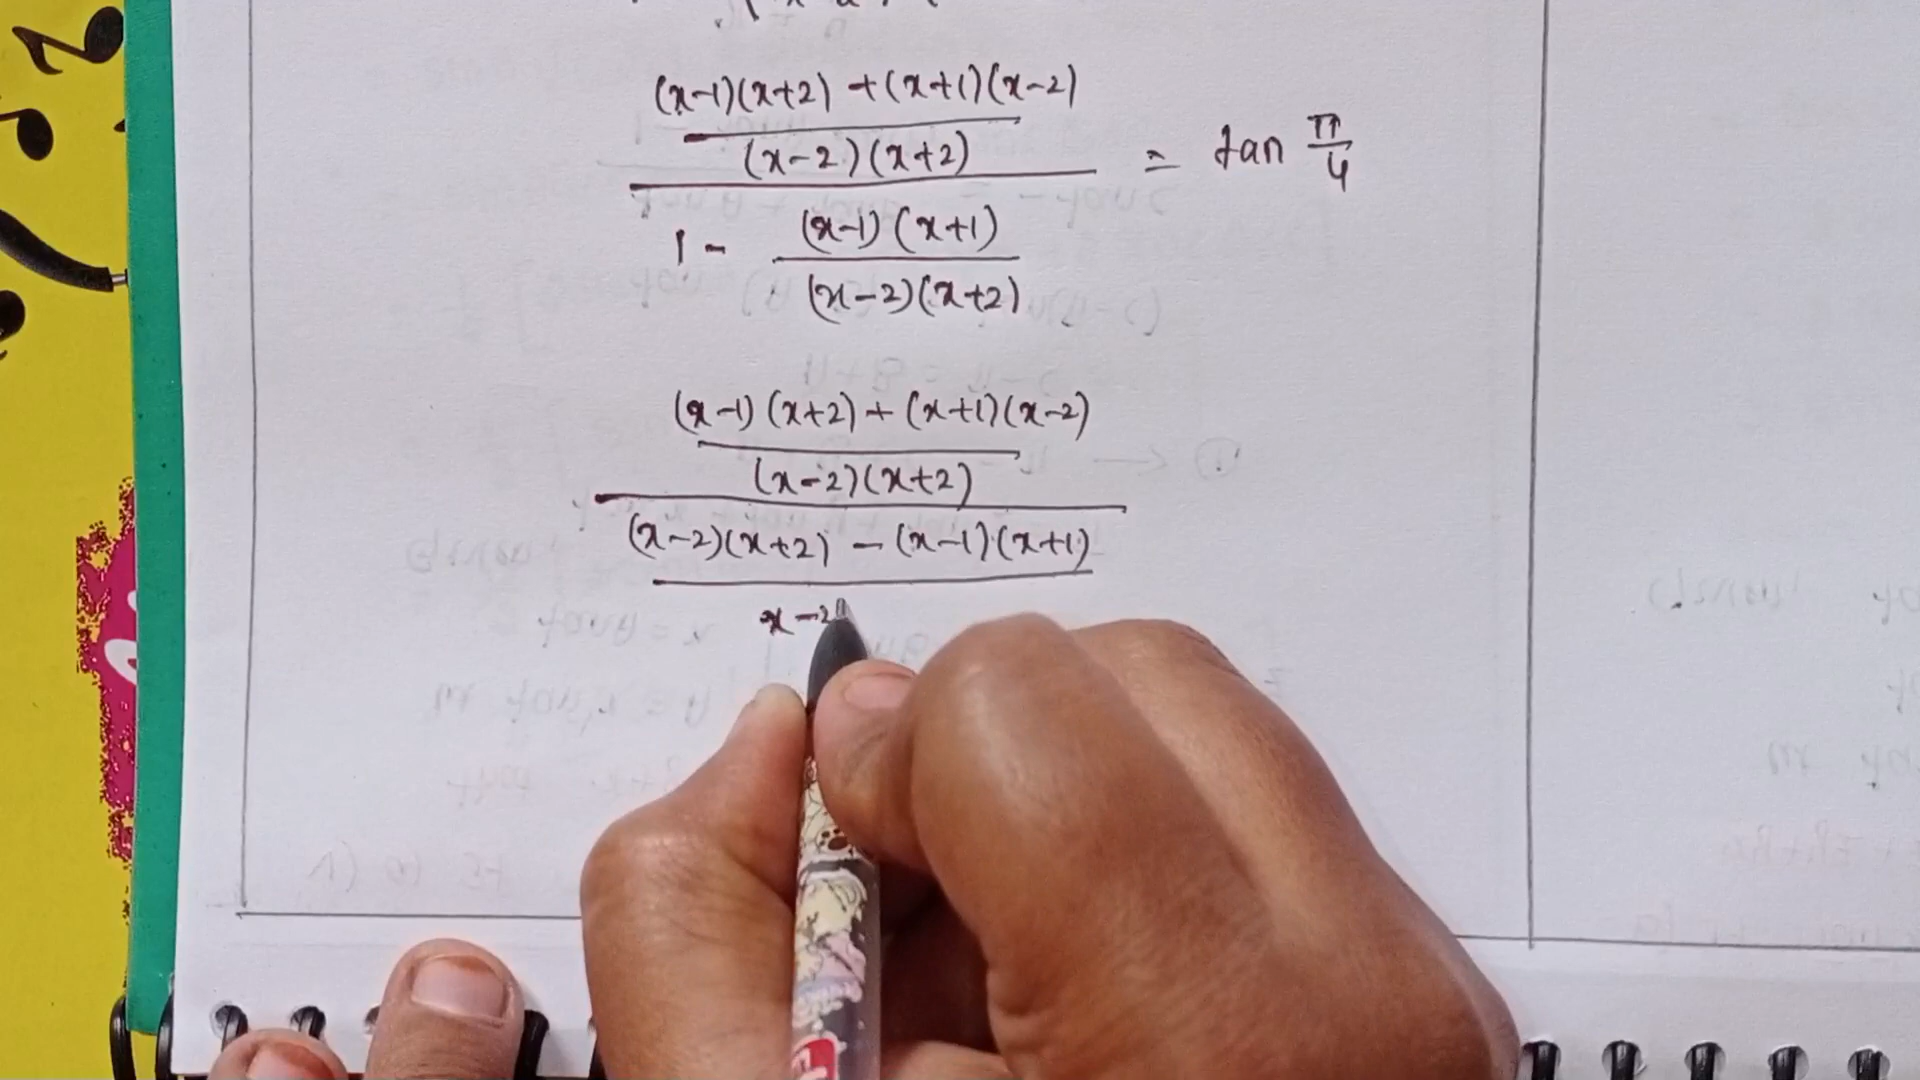 (x-1)(x+2) + (x+1)(x-2)
(x-2)(x+2)
= tan π/4
1 - (x-1)(x+1)
(x-2)(x+2)
(x-1)(x+2) + (x+1)(x-2)
(x-2)(x+2)
(x-2)(x+2) - (x-1)(x+1)
x-2